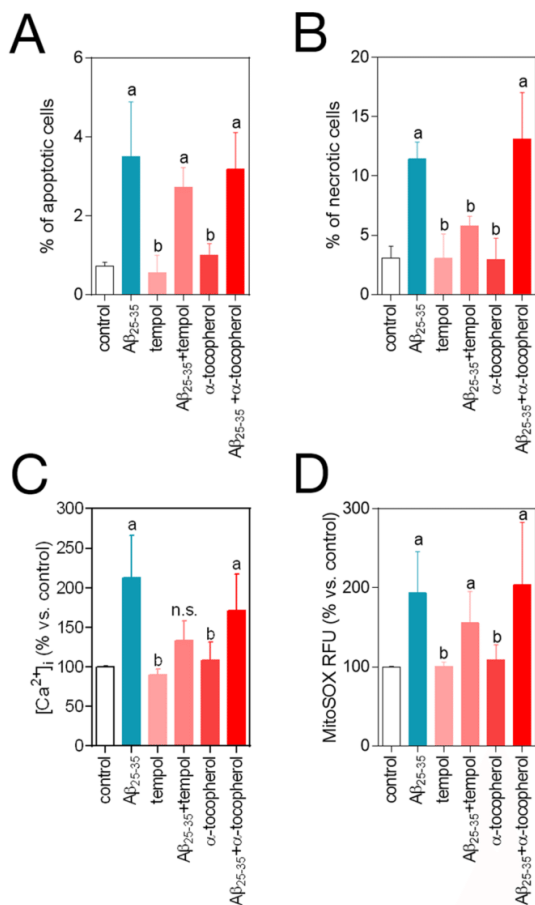 A
B
% of apoptotic cells
6
4
2
0
a
b
a
b
a
control
Aβ25-35
tempol
Aβ25-35+tempol
α-tocopherol
Aβ25-35 +α-tocopherol
% of necrotic cells
20
15
10
5
0
a
b
b
b
a
control
Aβ25-35
tempol
Aβ25-35+tempol
α-tocopherol
Aβ25-35 +α-tocopherol
C
D
[Ca2+]i (% vs. control)
300
250
200
150
100
50
0
a
b
n.s.
b
a
control
Aβ25-35
tempol
Aβ25-35+tempol
α-tocopherol
Aβ25-35+α-tocopherol
MitoSOX RFU (% vs. control)
300
200
100
0
a
b
a
b
a
control
Aβ25-35
tempol
Aβ25-35+tempol
α-tocopherol
Aβ25-35+α-tocopherol